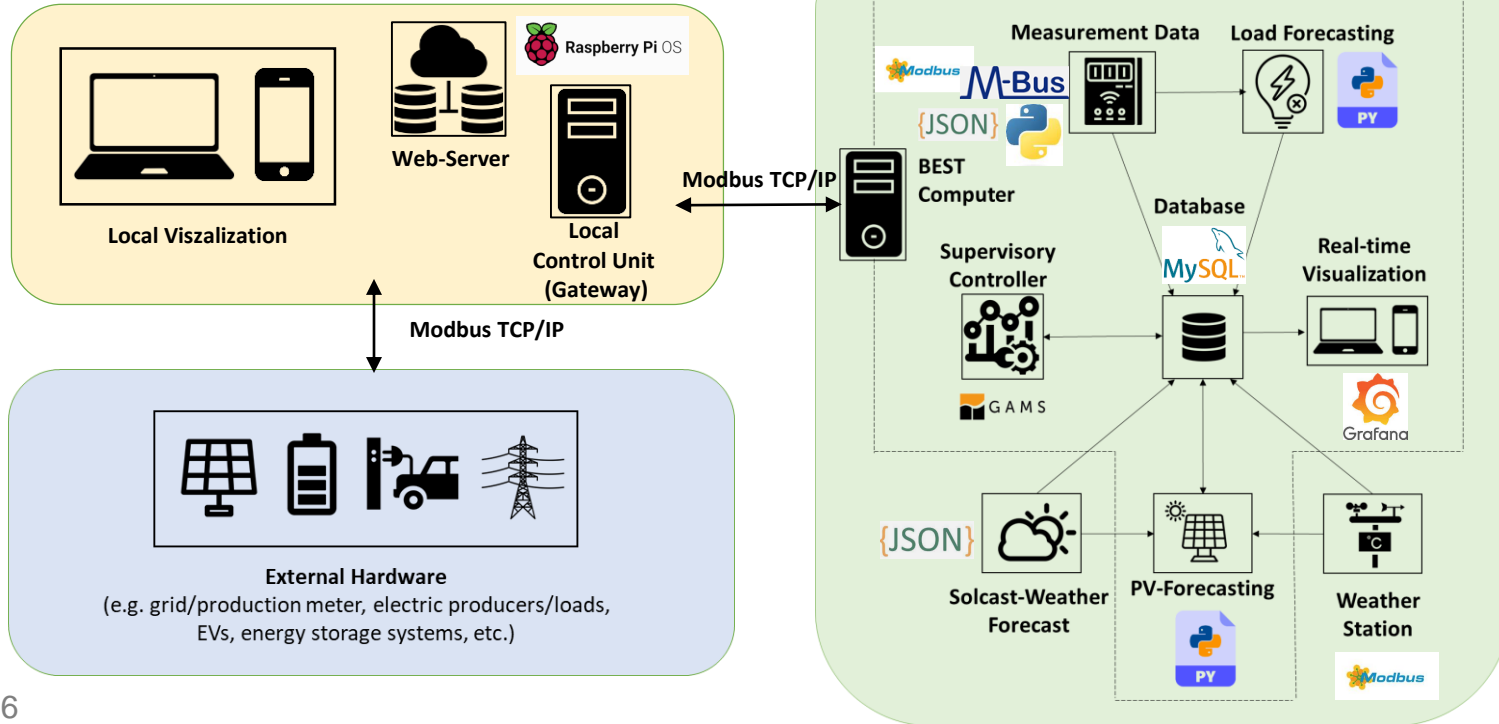 Raspberry Pi OS
Web-Server
Local Viszalization
Local
Control Unit
(Gateway)
Modbus TCP/IP
Modbus TCP/IP
External Hardware
(e.g. grid/production meter, electric producers/loads,
EVs, energy storage systems, etc.)
6
Measurement Data
Load Forecasting
Modbus
M-Bus
{JSON}
PY
BEST
Computer
Database
MySQL
Supervisory
Controller
GAMS
Real-time
Visualization
Grafana
{JSON}
Solcast-Weather
Forecast
PV-Forecasting
PY
°C
Weather
Station
Modbus